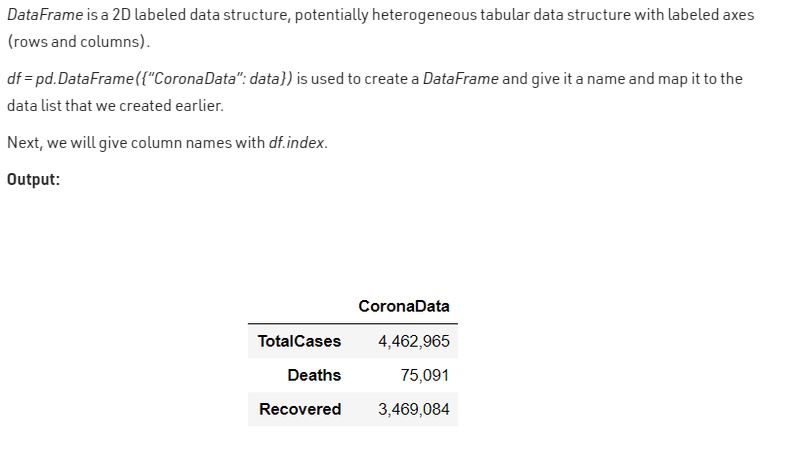 DataFrame is a 2D labeled data structure, potentially heterogeneous tabular data structure with labeled axes
(rows and columns).
df = pd.DataFrame({“CoronaData”: data}) is used to create a DataFrame and give it a name and map it to the
data list that we created earlier.
Next, we will give column names with df.index.
Output:
CoronaData
TotalCases 4,462,965
Deaths 75,091
Recovered 3,469,084